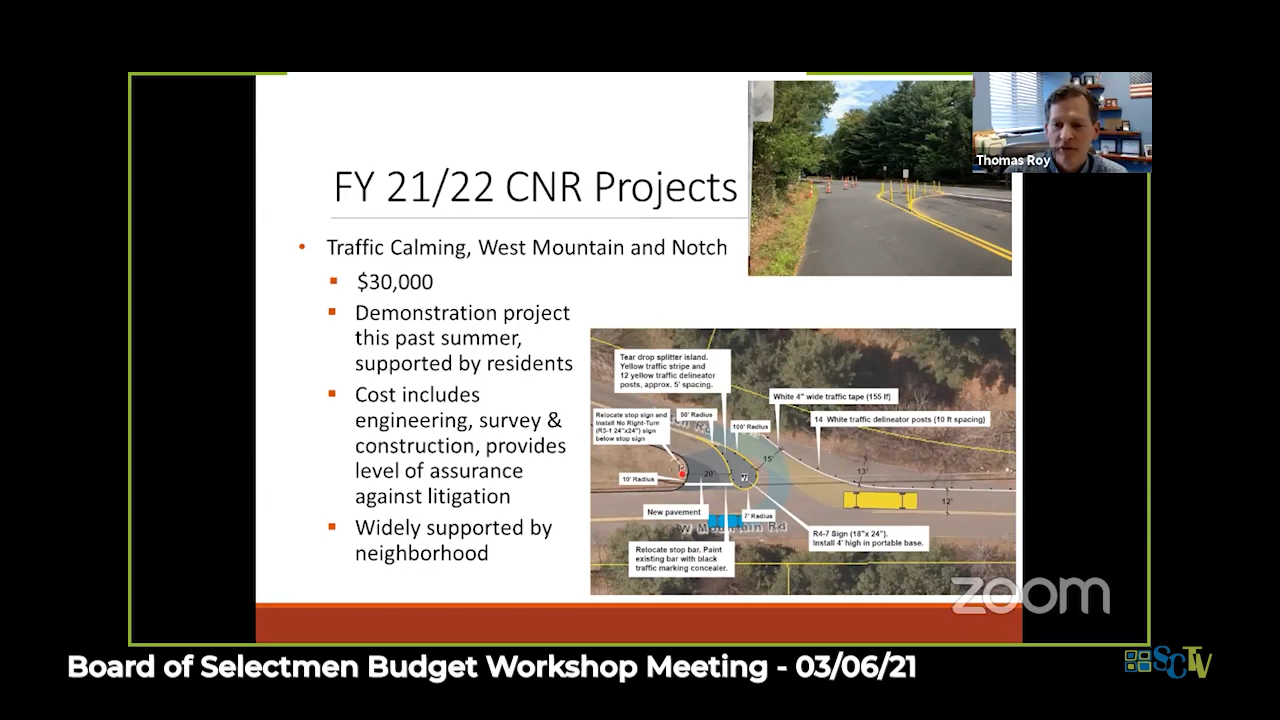 Thomas Roy
FY 21/22 CNR Projects
• Traffic Calming, West Mountain and Notch
▪ $30,000
▪ Demonstration project
this past summer,
supported by residents
▪ Cost includes
engineering, survey &
construction, provides
level of assurance
against litigation
▪ Widely supported by
neighborhood
Tear drop splitter island.
Yellow traffic stripe and
12 yellow traffic delineator
posts, approx. 5' spacing.
White 4" wide traffic tape (155 lf)
Relocate stop sign and
install No Right-Turn
(R3-1 24"x24") sign
below stop sign
50' Radius
100' Radius
14 White traffic delineator posts (10 ft spacing)
15'
20'
13'
10' Radius
12'
New pavement
7' Radius
W Mountain Rd
R4-7 Sign (18"x 24").
Install 4' high in portable base.
Relocate stop bar. Paint
existing bar with black
traffic marking concealer.
zoom
Board of Selectmen Budget Workshop Meeting - 03/06/21
SCTV